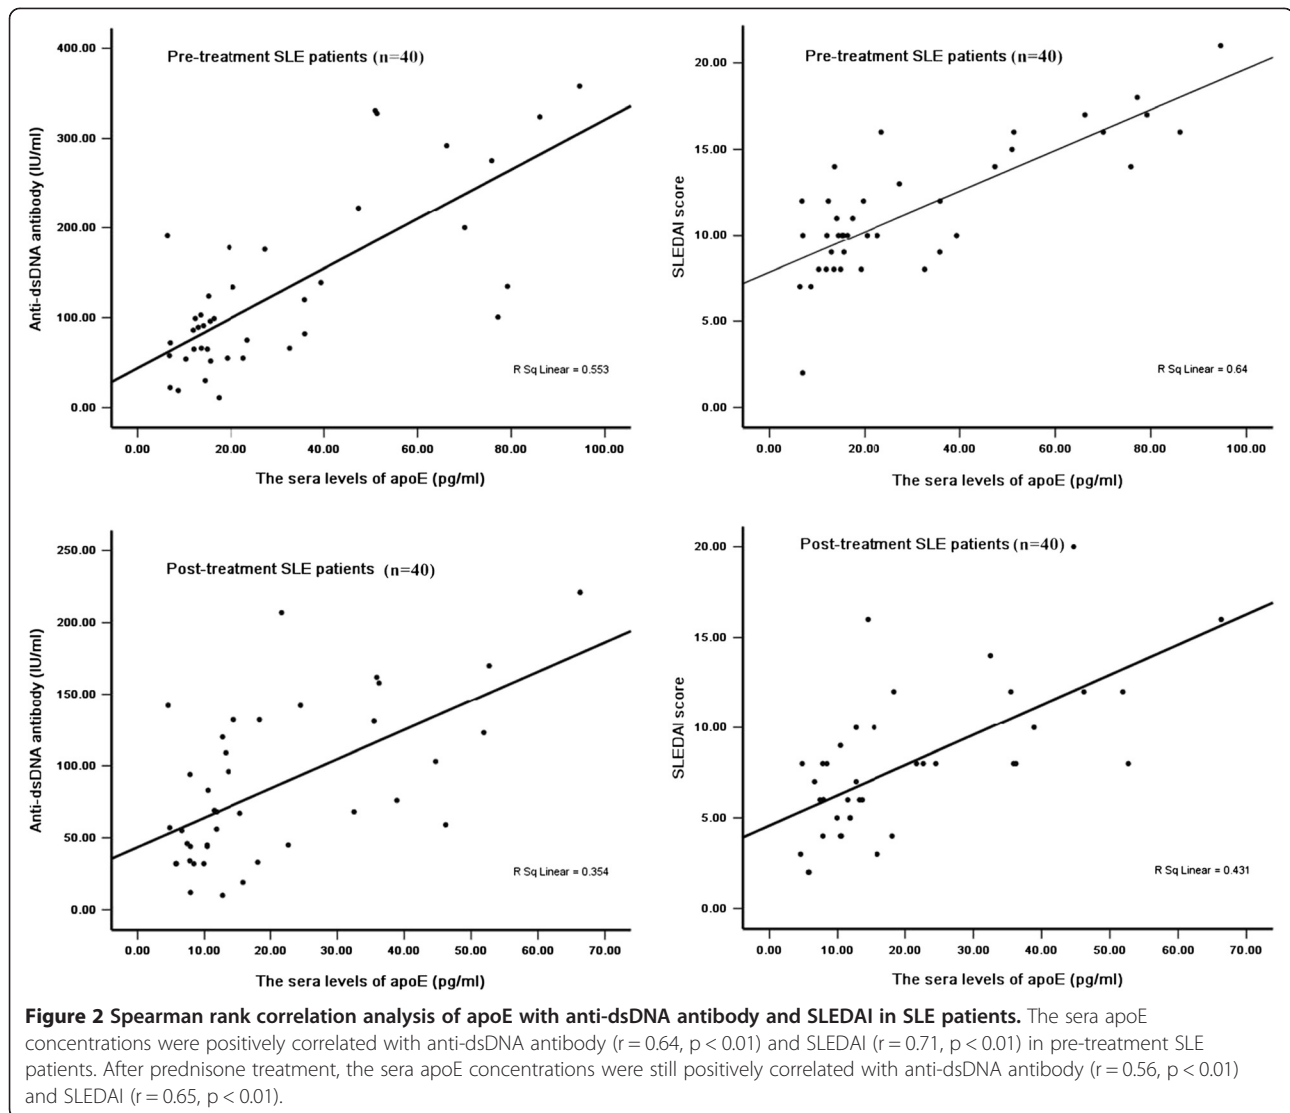 Pre-treatment SLE patients (n=40)
Anti-dsDNA antibody (IU/ml)
400.00
300.00
200.00
100.00
0.00
R Sq Linear = 0.553
0.00 20.00 40.00 60.00 80.00 100.00
The sera levels of apoE (pg/ml)
Pre-treatment SLE patients (n=40)
SLEDAI score
20.00
15.00
10.00
5.00
0.00
R Sq Linear = 0.64
0.00 20.00 40.00 60.00 80.00 100.00
The sera levels of apoE (pg/ml)
Post-treatment SLE patients (n=40)
Anti-dsDNA antibody (IU/ml)
250.00
200.00
150.00
100.00
50.00
0.00
R Sq Linear = 0.354
0.00 10.00 20.00 30.00 40.00 50.00 60.00 70.00
The sera levels of apoE (pg/ml)
Post-treatment SLE patients (n=40)
SLEDAI score
20.00
15.00
10.00
5.00
0.00
R Sq Linear = 0.431
0.00 10.00 20.00 30.00 40.00 50.00 60.00 70.00
The sera levels of apoE (pg/ml)
Figure 2 Spearman rank correlation analysis of apoE with anti-dsDNA antibody and SLEDAI in SLE patients. The sera apoE
concentrations were positively correlated with anti-dsDNA antibody (r = 0.64, p < 0.01) and SLEDAI (r = 0.71, p < 0.01) in pre-treatment SLE
patients. After prednisone treatment, the sera apoE concentrations were still positively correlated with anti-dsDNA antibody (r = 0.56, p < 0.01)
and SLEDAI (r = 0.65, p < 0.01).